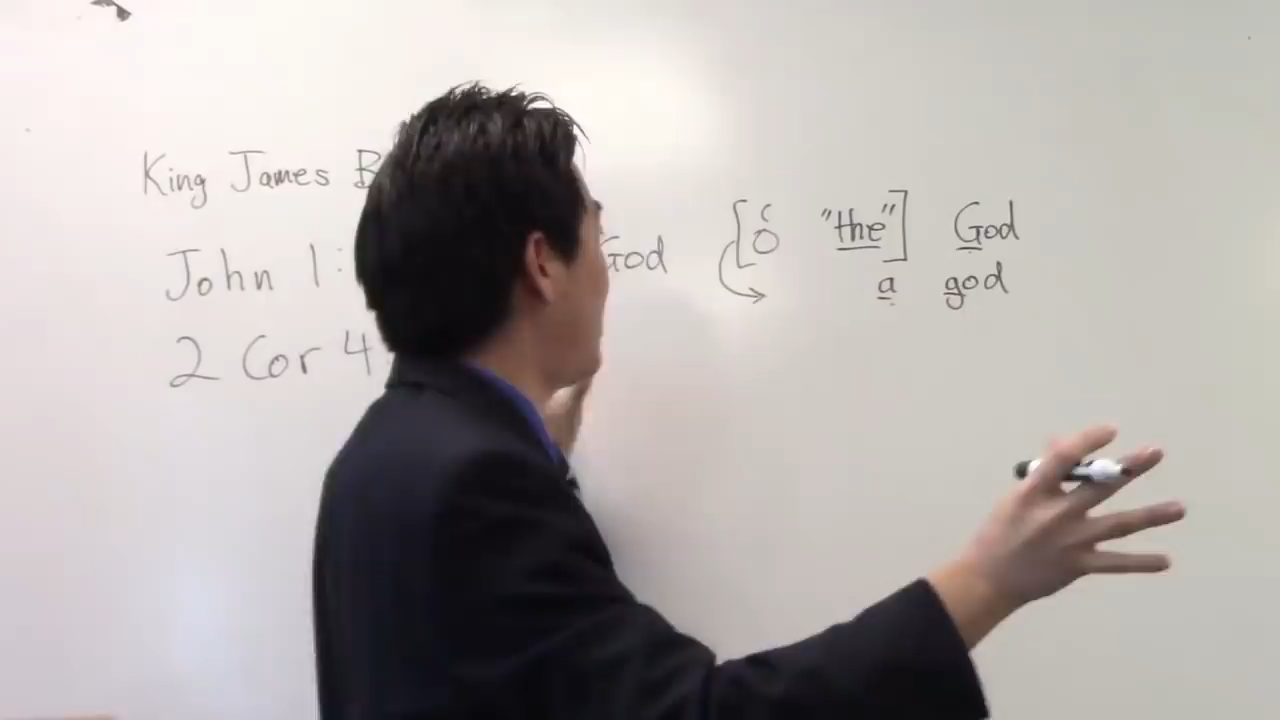 King James B
John 1: God [ὁ "the"] God
a god
2 Cor 4